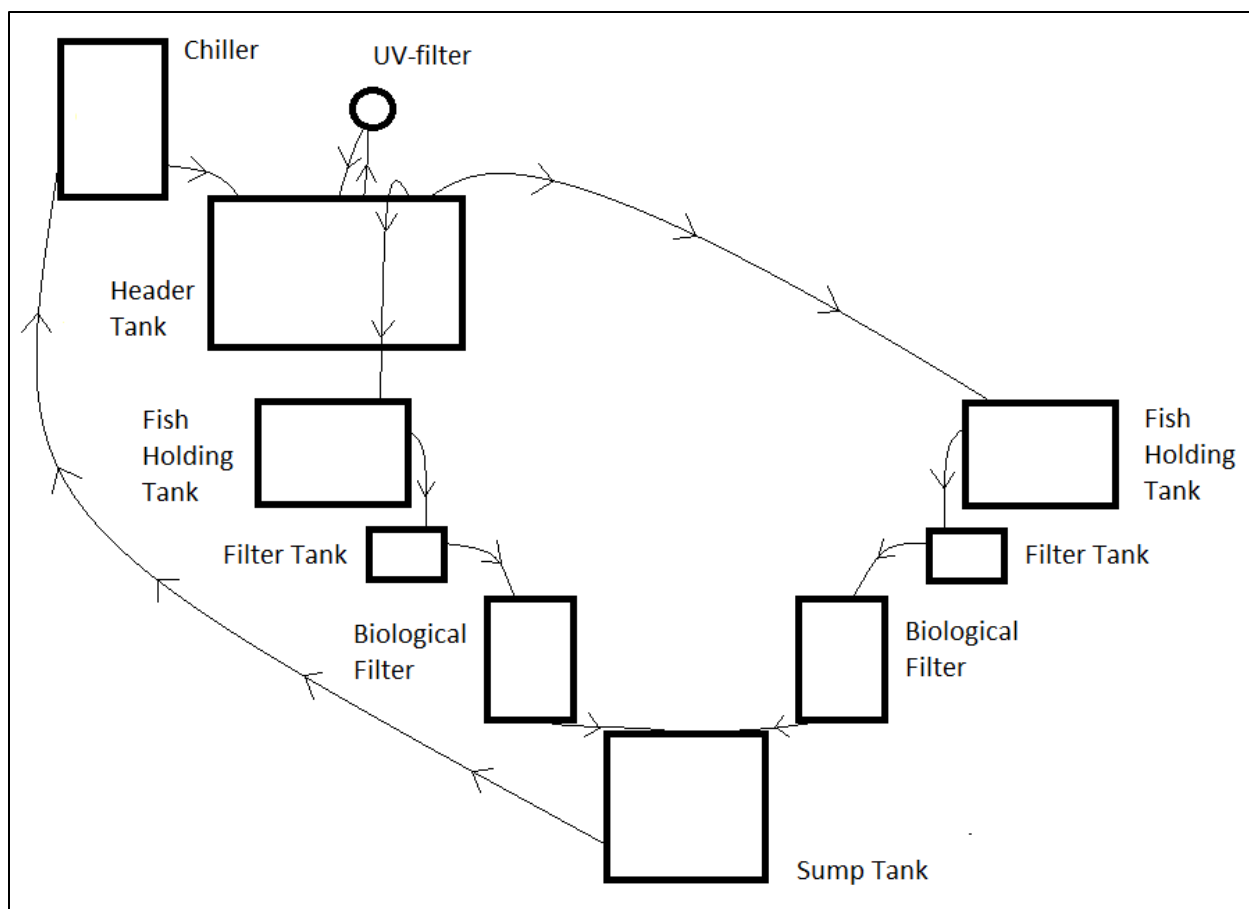 Chiller
UV-filter
Header
Tank
Fish
Holding
Tank
Fish
Holding
Tank
Filter Tank
Filter Tank
Biological
Filter
Biological
Filter
Sump Tank